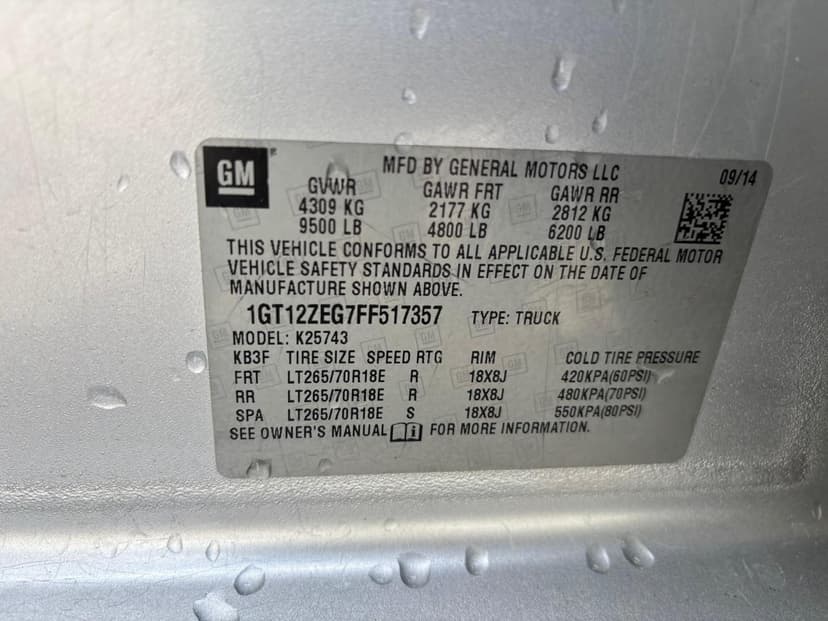 GM
MFD BY GENERAL MOTORS LLC 09/14
GVWR GAWR FRT GAWR RR
4309 KG 2177 KG 2812 KG
9500 LB 4800 LB 6200 LB
THIS VEHICLE CONFORMS TO ALL APPLICABLE U.S. FEDERAL MOTOR
VEHICLE SAFETY STANDARDS IN EFFECT ON THE DATE OF
MANUFACTURE SHOWN ABOVE.
1GT12ZEG7FF517357 TYPE: TRUCK
MODEL: K25743
KB3F TIRE SIZE SPEED RTG RIM COLD TIRE PRESSURE
FRT LT265/70R18E R 18X8J 420KPA(60PSI)
RR LT265/70R18E R 18X8J 480KPA(70PSI)
SPA LT265/70R18E S 18X8J 550KPA(80PSI)
SEE OWNER'S MANUAL FOR MORE INFORMATION.